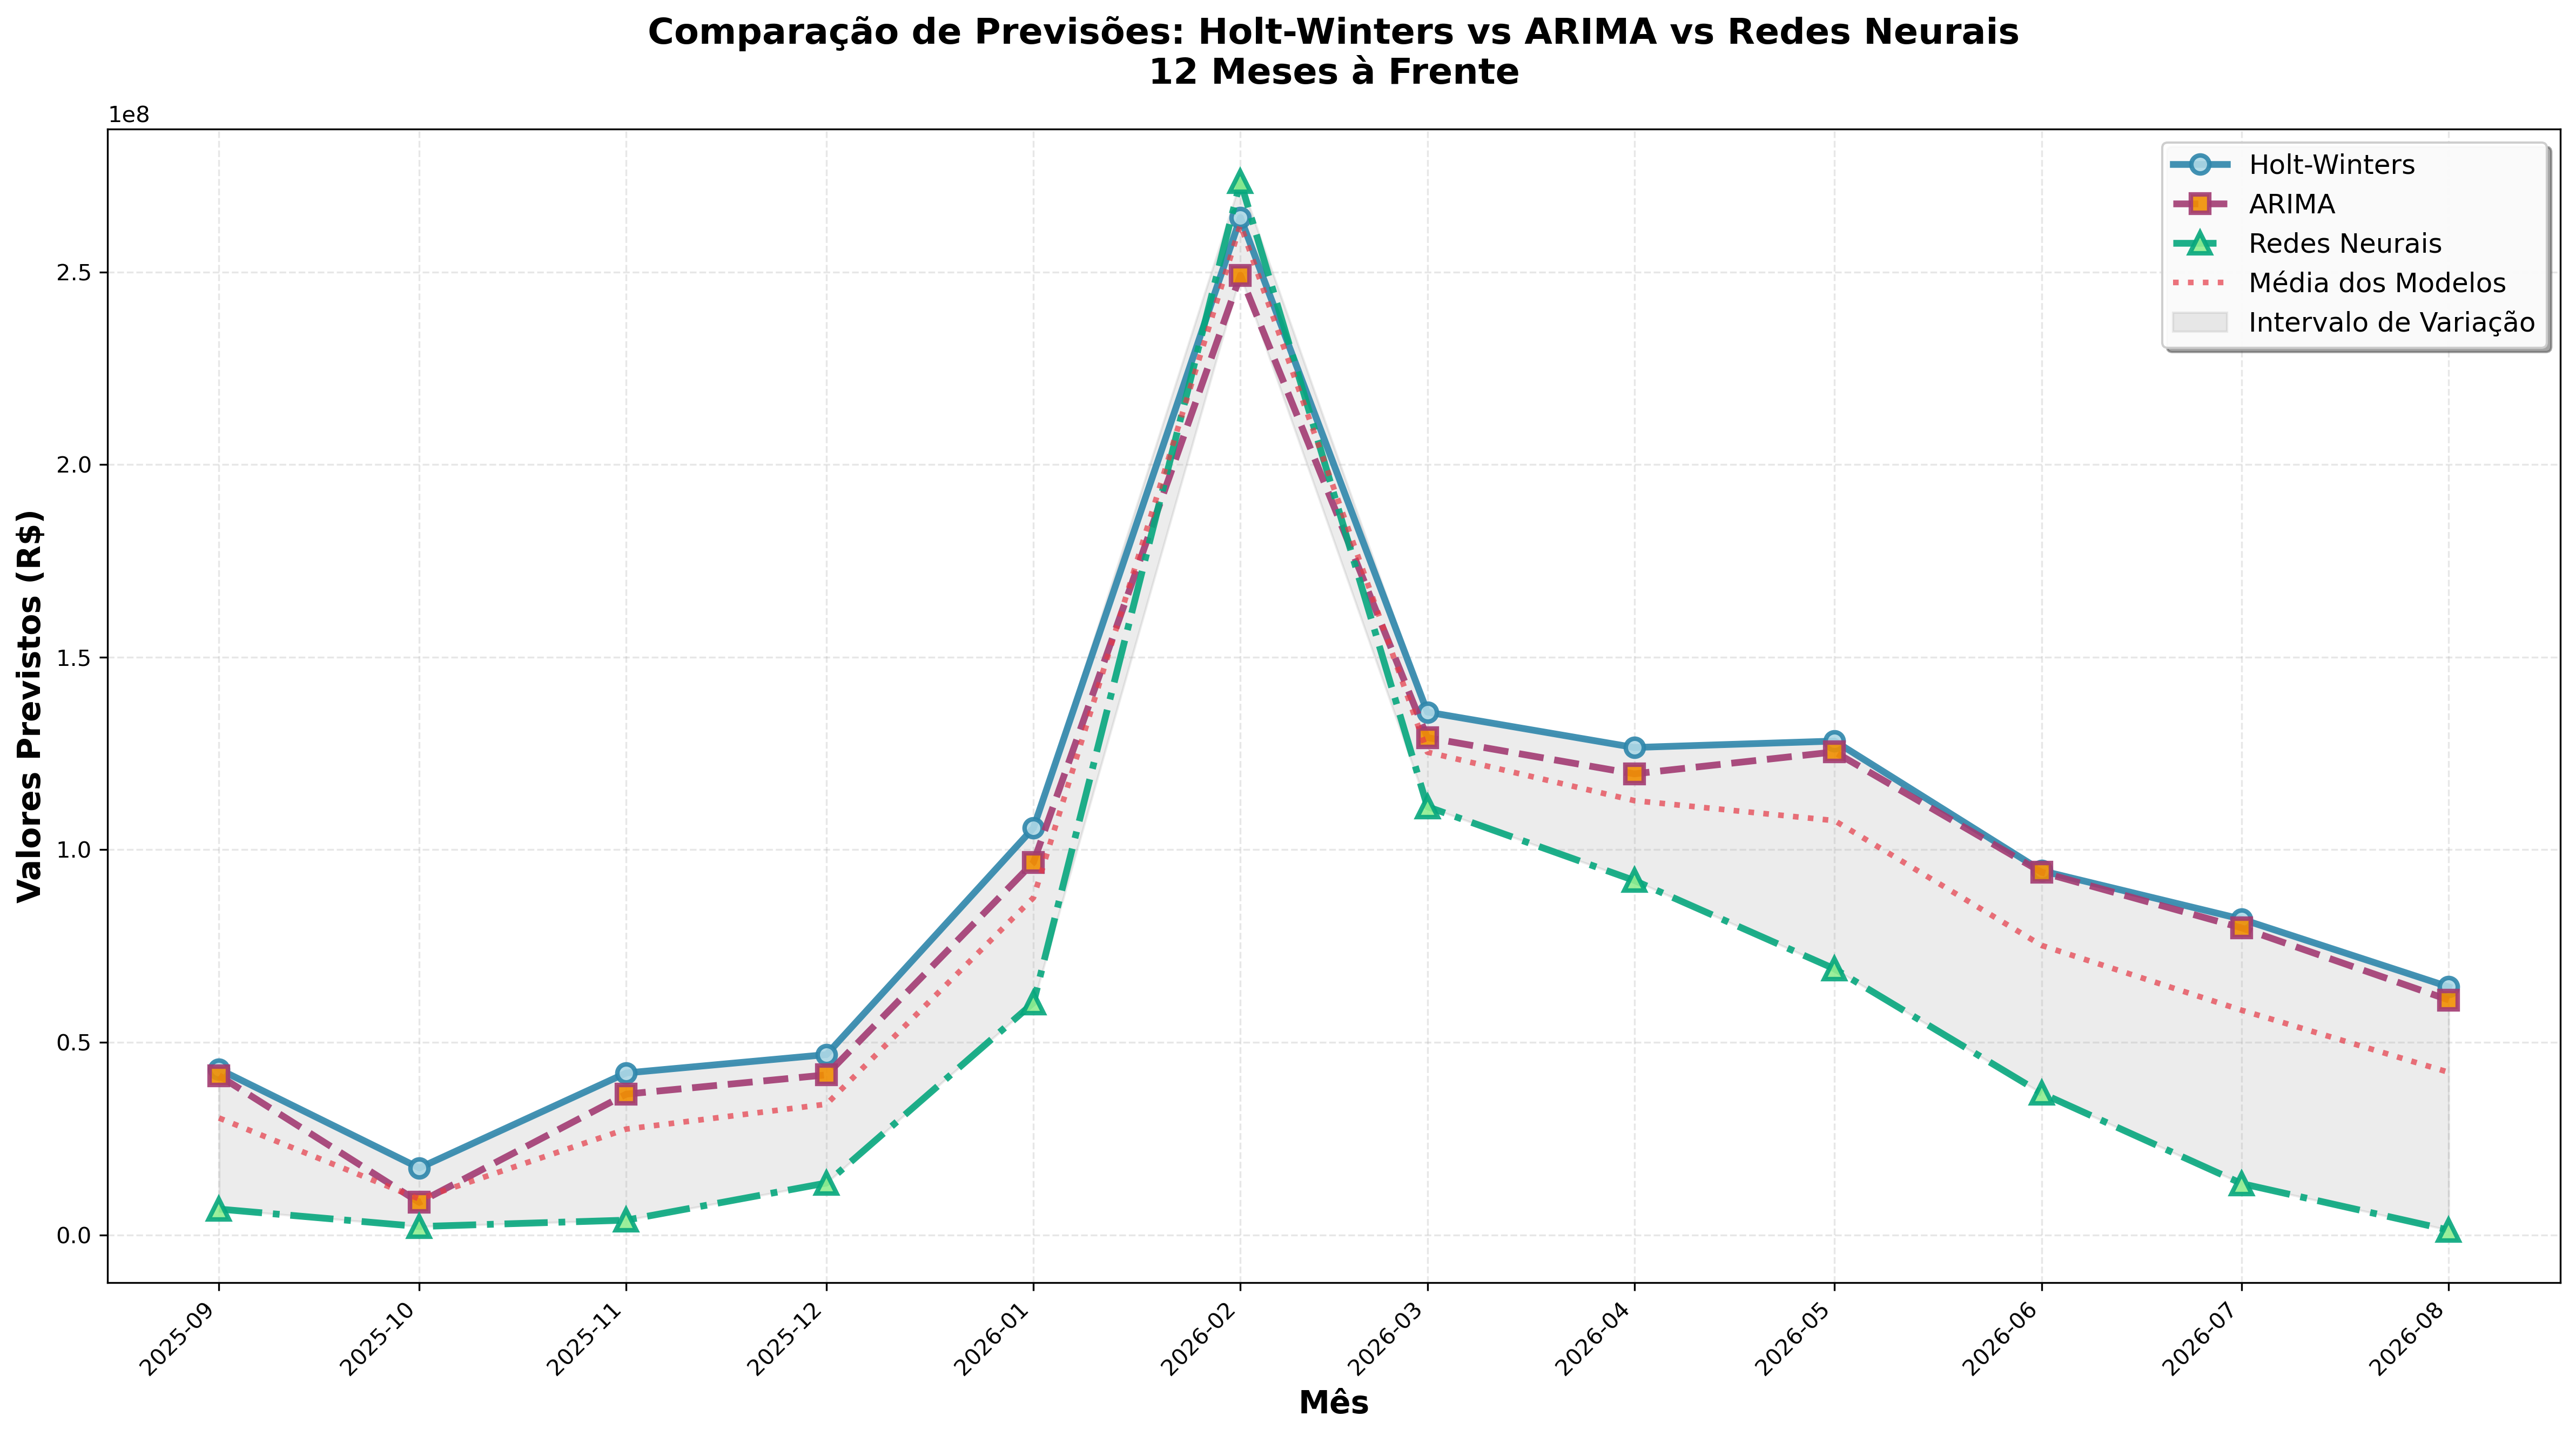 Comparação de Previsões: Holt-Winters vs ARIMA vs Redes Neurais
12 Meses à Frente
1e8
Holt-Winters
ARIMA
Redes Neurais
Média dos Modelos
Intervalo de Variação
2.5
2.0
1.5
1.0
0.5
0.0
Valores Previstos (R$)
2025-09
2025-10
2025-11
2025-12
2026-01
2026-02
2026-03
2026-04
2026-05
2026-06
2026-07
2026-08
Mês